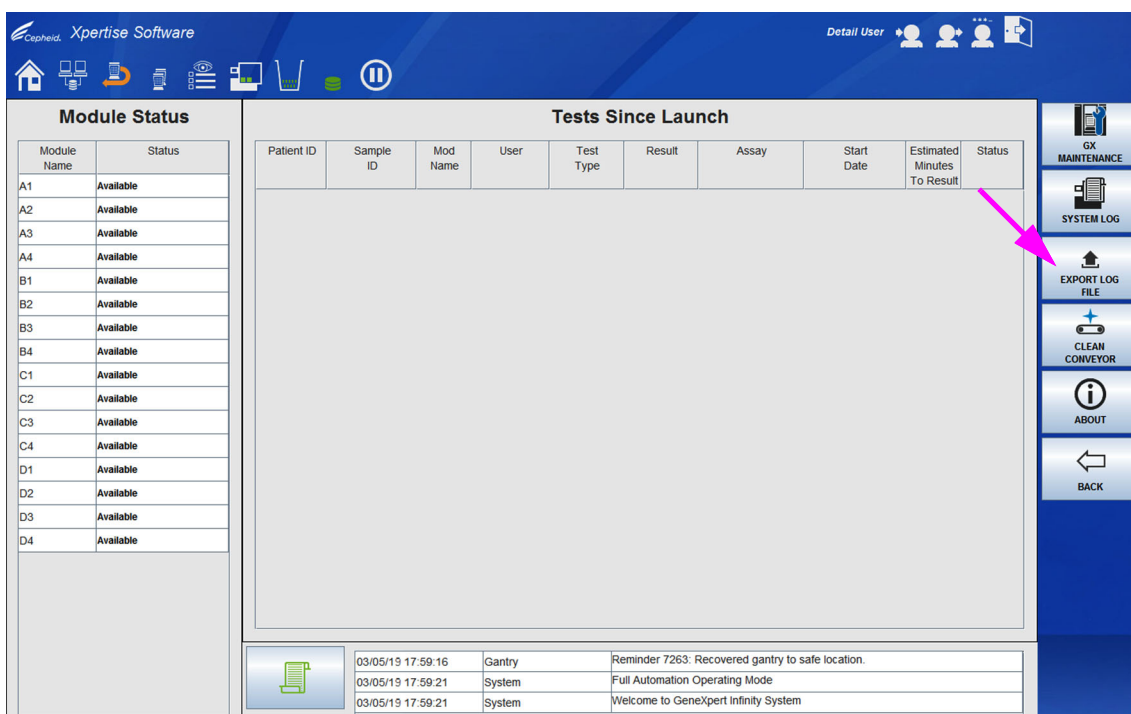 Cepheid. Xpertise Software
Detail User
Module Status
Module Name
Status
A1 Available
A2 Available
A3 Available
A4 Available
B1 Available
B2 Available
B3 Available
B4 Available
C1 Available
C2 Available
C3 Available
C4 Available
D1 Available
D2 Available
D3 Available
D4 Available
Tests Since Launch
Patient ID
Sample ID
Mod Name
User
Test Type
Result
Assay
Start Date
Estimated Minutes To Result
Status
03/05/19 17:59:16 Gantry Reminder 7263: Recovered gantry to safe location.
03/05/19 17:59:21 System Full Automation Operating Mode
03/05/19 17:59:21 System Welcome to GeneXpert Infinity System
GX
MAINTENANCE
SYSTEM LOG
EXPORT LOG
FILE
CLEAN
CONVEYOR
ABOUT
BACK